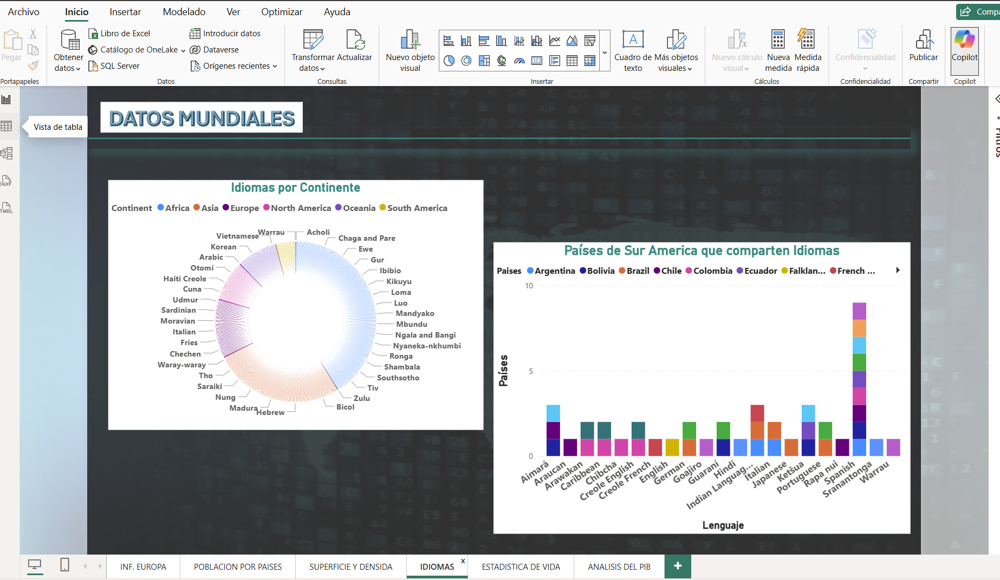 Archivo
Inicio
Insertar
Modelado
Ver
Optimizar
Ayuda
Pegar
Portapapeles
Obtener
datos
Libro de Excel
Catálogo de OneLake
SQL Server
Introducir datos
Dataverse
Orígenes recientes
Datos
Transformar
datos
Actualizar
Consultas
Nuevo objeto
visual
123
A
Cuadro de
texto
Más objetos
visuales
Insertar
Nuevo cálculo
visual
Nueva
medida
Medida
rápida
Cálculos
Confidencialidad
Confidencialidad
Publicar
Compartir
Copilot
Copilot
Vista de tabla
DAX
TMDL
Filtros
DATOS MUNDIALES
Idiomas por Continente
Continent Africa Asia Europe North America Oceania South America
Warrau
Acholi
Vietnamese
Chaga and Pare
Korean
Ewe
Arabic
Gur
Otomí
Ibibio
Haiti Creole
Kikuyu
Cuna
Loma
Udmur
Luo
Sardinian
Mandyako
Moravian
Mbundu
Italian
Ngala and Bangi
Fries
Nyaneka-nkhumbi
Chechen
Ronga
Waray-waray
Shambala
Tho
Southsotho
Saraiki
Tiv
Nung
Zulu
Madura
Bicol
Hebrew
Países de Sur America que comparten Idiomas
Paises Argentina Bolivia Brazil Chile Colombia Ecuador Falklan... French ...
10
5
0
Países
Aimará
Araucan
Arawakan
Caribbean
Chibcha
Creole English
Creole French
English
German
Goajiro
Guaraní
Hindi
Indian Languag...
Italian
Japanese
Ketšua
Portuguese
Rapa nui
Spanish
Sranantonga
Warrau
Lenguaje
INF. EUROPA
POBLACION POR PAISES
SUPERFICIE Y DENSIDA
IDIOMAS
x
ESTADISTICA DE VIDA
ANALISIS DEL PIB